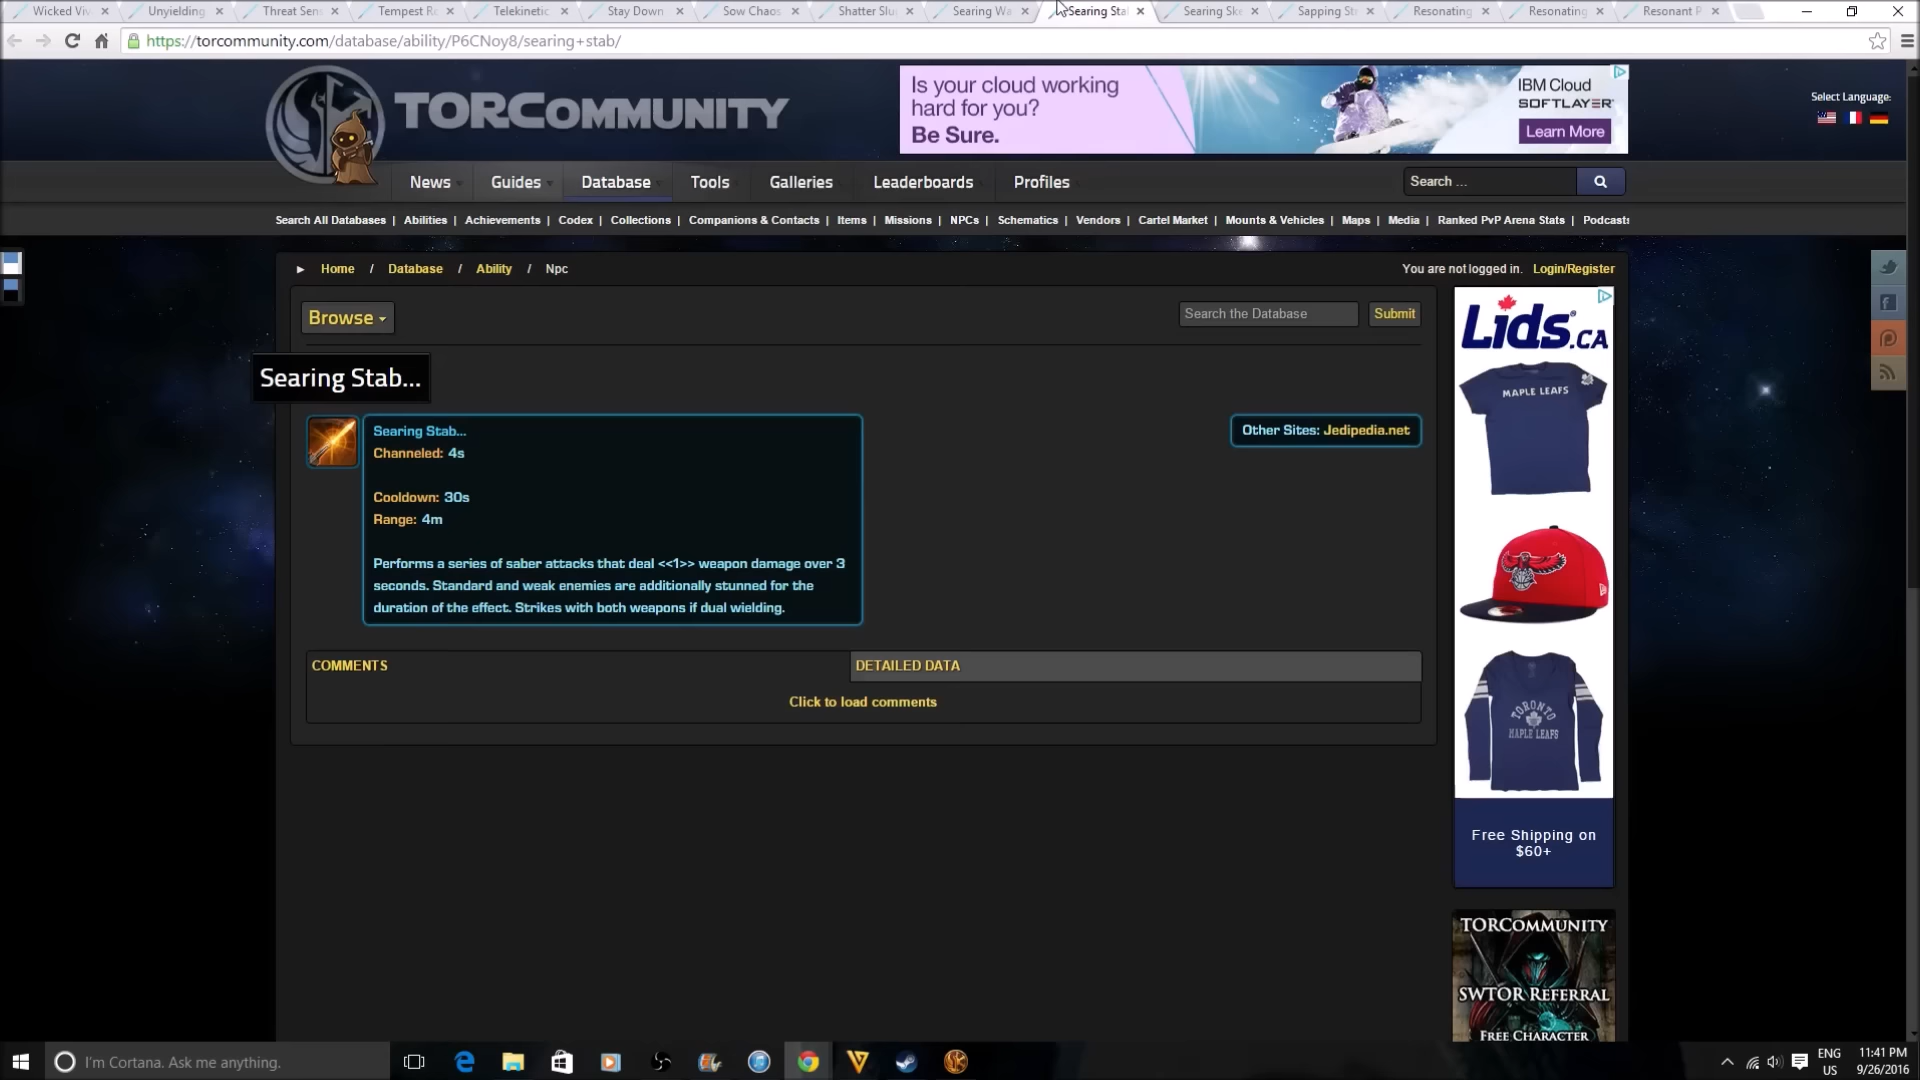 Wicked Viv
Unyielding
Threat Sens
Tempest R
Telekinetic
Stay Down
Sow Chaos
Shatter Slu
Searing Wa
Searing Sta
Searing Ske
Sapping St
Resonating
Resonating
Resonant P
https://torcommunity.com/database/ability/P6CNoy8/searing+stab/
TORCOMMUNITY
Is your cloud working
hard for you?
Be Sure.
IBM Cloud
SOFTLAYER
Learn More
Select Language:
News
Guides
Database
Tools
Galleries
Leaderboards
Profiles
Search ...
Search All Databases | Abilities | Achievements | Codex | Collections | Companions & Contacts | Items | Missions | NPCs | Schematics | Vendors | Cartel Market | Mounts & Vehicles | Maps | Media | Ranked PvP Arena Stats | Podcasts
Home / Database / Ability / Npc
You are not logged in. Login/Register
Browse
Search the Database
Submit
Searing Stab...
Searing Stab...
Channeled: 4s
Cooldown: 30s
Range: 4m
Performs a series of saber attacks that deal <<1>> weapon damage over 3
seconds. Standard and weak enemies are additionally stunned for the
duration of the effect. Strikes with both weapons if dual wielding.
Other Sites: Jedipedia.net
COMMENTS
DETAILED DATA
Click to load comments
Lids.CA
MAPLE LEAFS
TORONTO
MAPLE LEAFS
Free Shipping on
$60+
TORCOMMUNITY
SWTOR REFERRAL
FREE CHARACTER
I'm Cortana. Ask me anything.
ENG
US
11:41 PM
9/26/2016